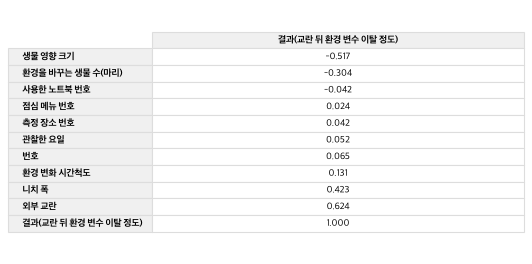 결과(교란 뒤 환경 변수 이탈 정도)
생물 영향 크기 -0.517
환경을 바꾸는 생물 수(마리) -0.304
사용한 노트북 번호 -0.042
점심 메뉴 번호 0.024
측정 장소 번호 0.042
관찰한 요일 0.052
번호 0.065
환경 변화 시간척도 0.131
니치 폭 0.423
외부 교란 0.624
결과(교란 뒤 환경 변수 이탈 정도) 1.000